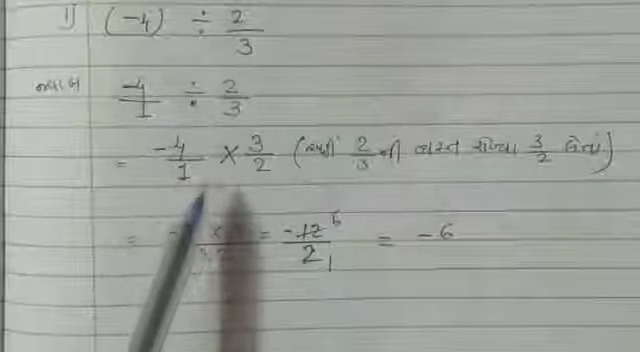 1) (-4) ÷ 2/3
જવાબ -4/1 ÷ 2/3
= -4/1 × 3/2 (અહીં 2/3 ની વ્યસ્ત સંખ્યા 3/2 લેતાં)
= -12/2 = -6